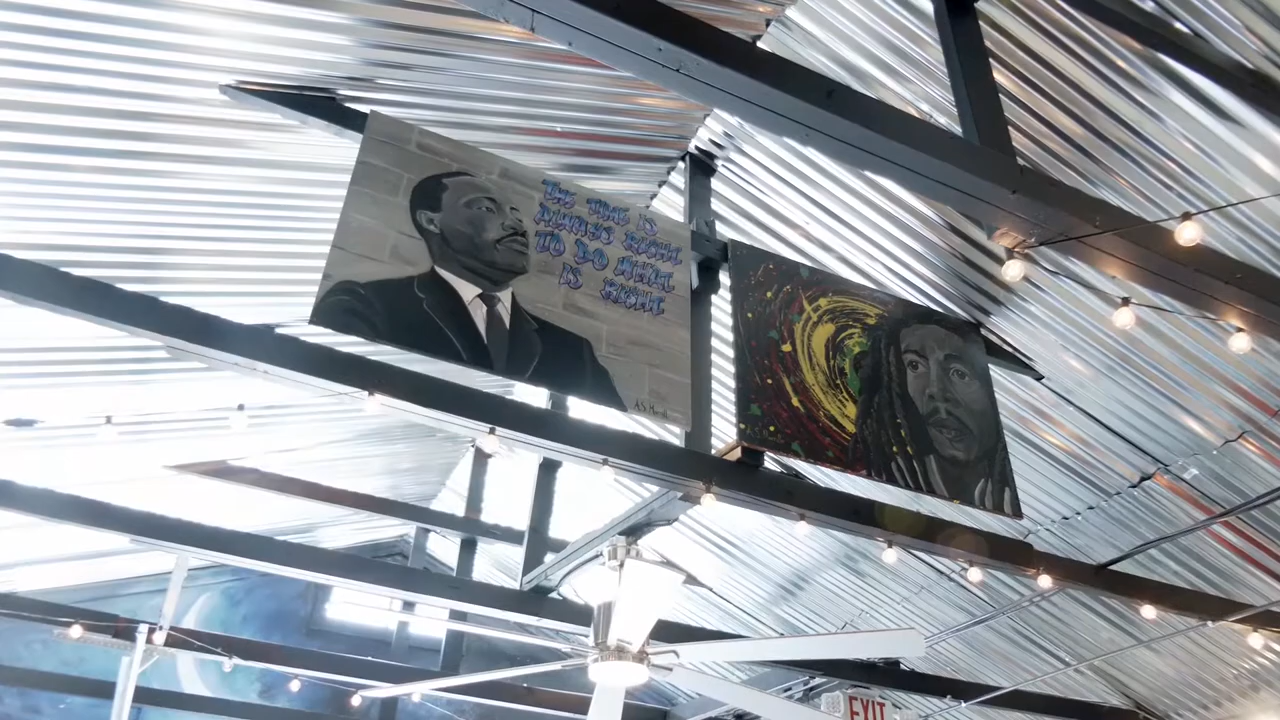 THE TIME IS
ALWAYS RIGHT
TO DO WHAT
IS RIGHT
EXIT